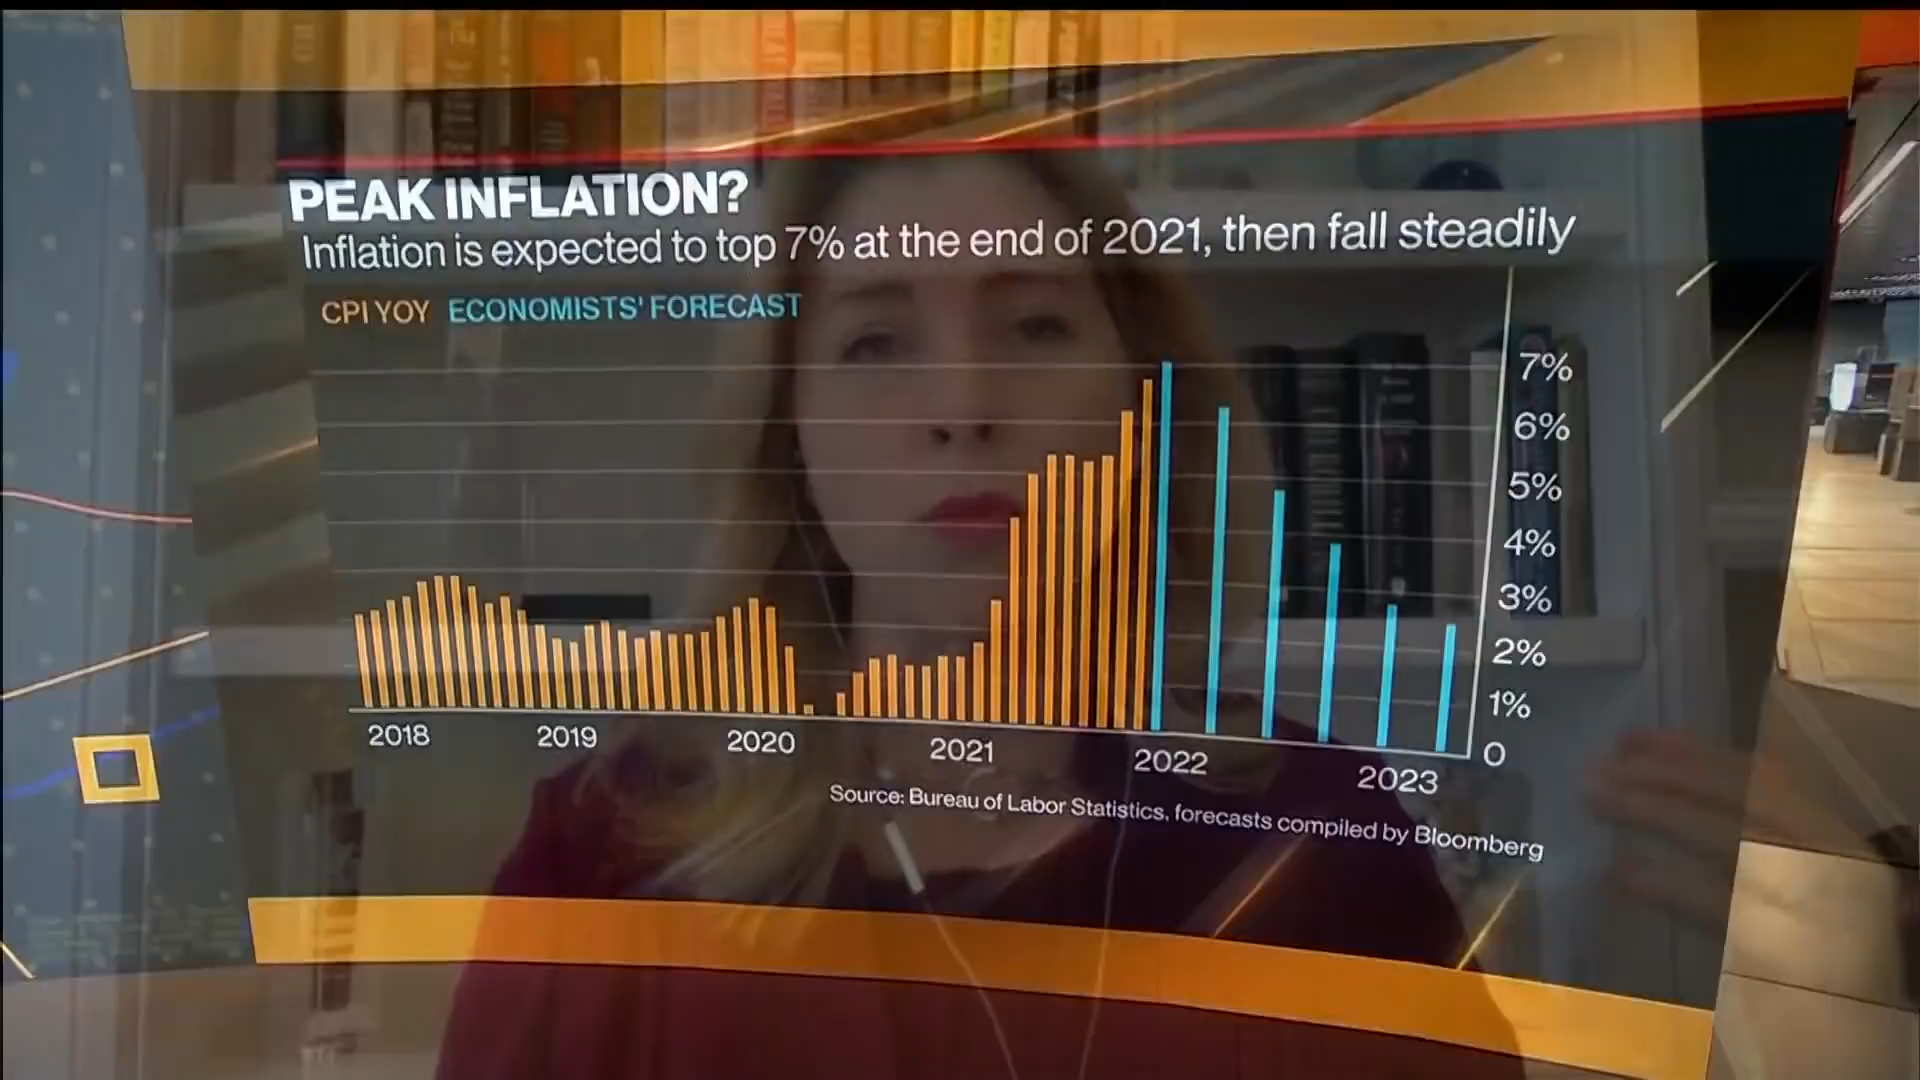 PEAK INFLATION?
Inflation is expected to top 7% at the end of 2021, then fall steadily
CPI YOY ECONOMISTS' FORECAST
7%
6%
5%
4%
3%
2%
1%
0
2018 2019 2020 2021 2022 2023
Source: Bureau of Labor Statistics, forecasts compiled by Bloomberg